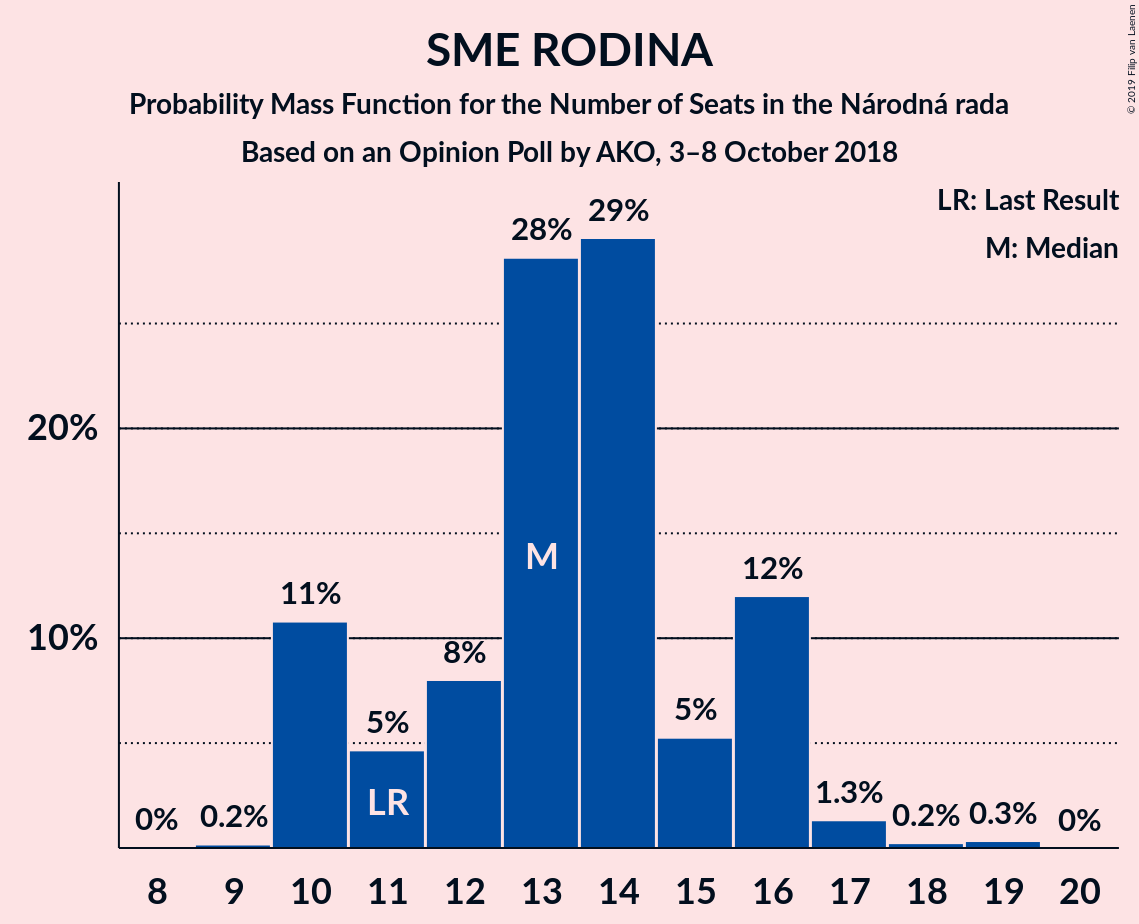 SME RODINA
Probability Mass Function for the Number of Seats in the Národná rada
Based on an Opinion Poll by AKO, 3–8 October 2018
© 2019 Filip van Laenen
LR: Last Result
M: Median
20%
10%
0%
0.2%
11%
5%
8%
28%
29%
5%
12%
1.3%
0.2%
0.3%
0%
LR
M
8 9 10 11 12 13 14 15 16 17 18 19 20